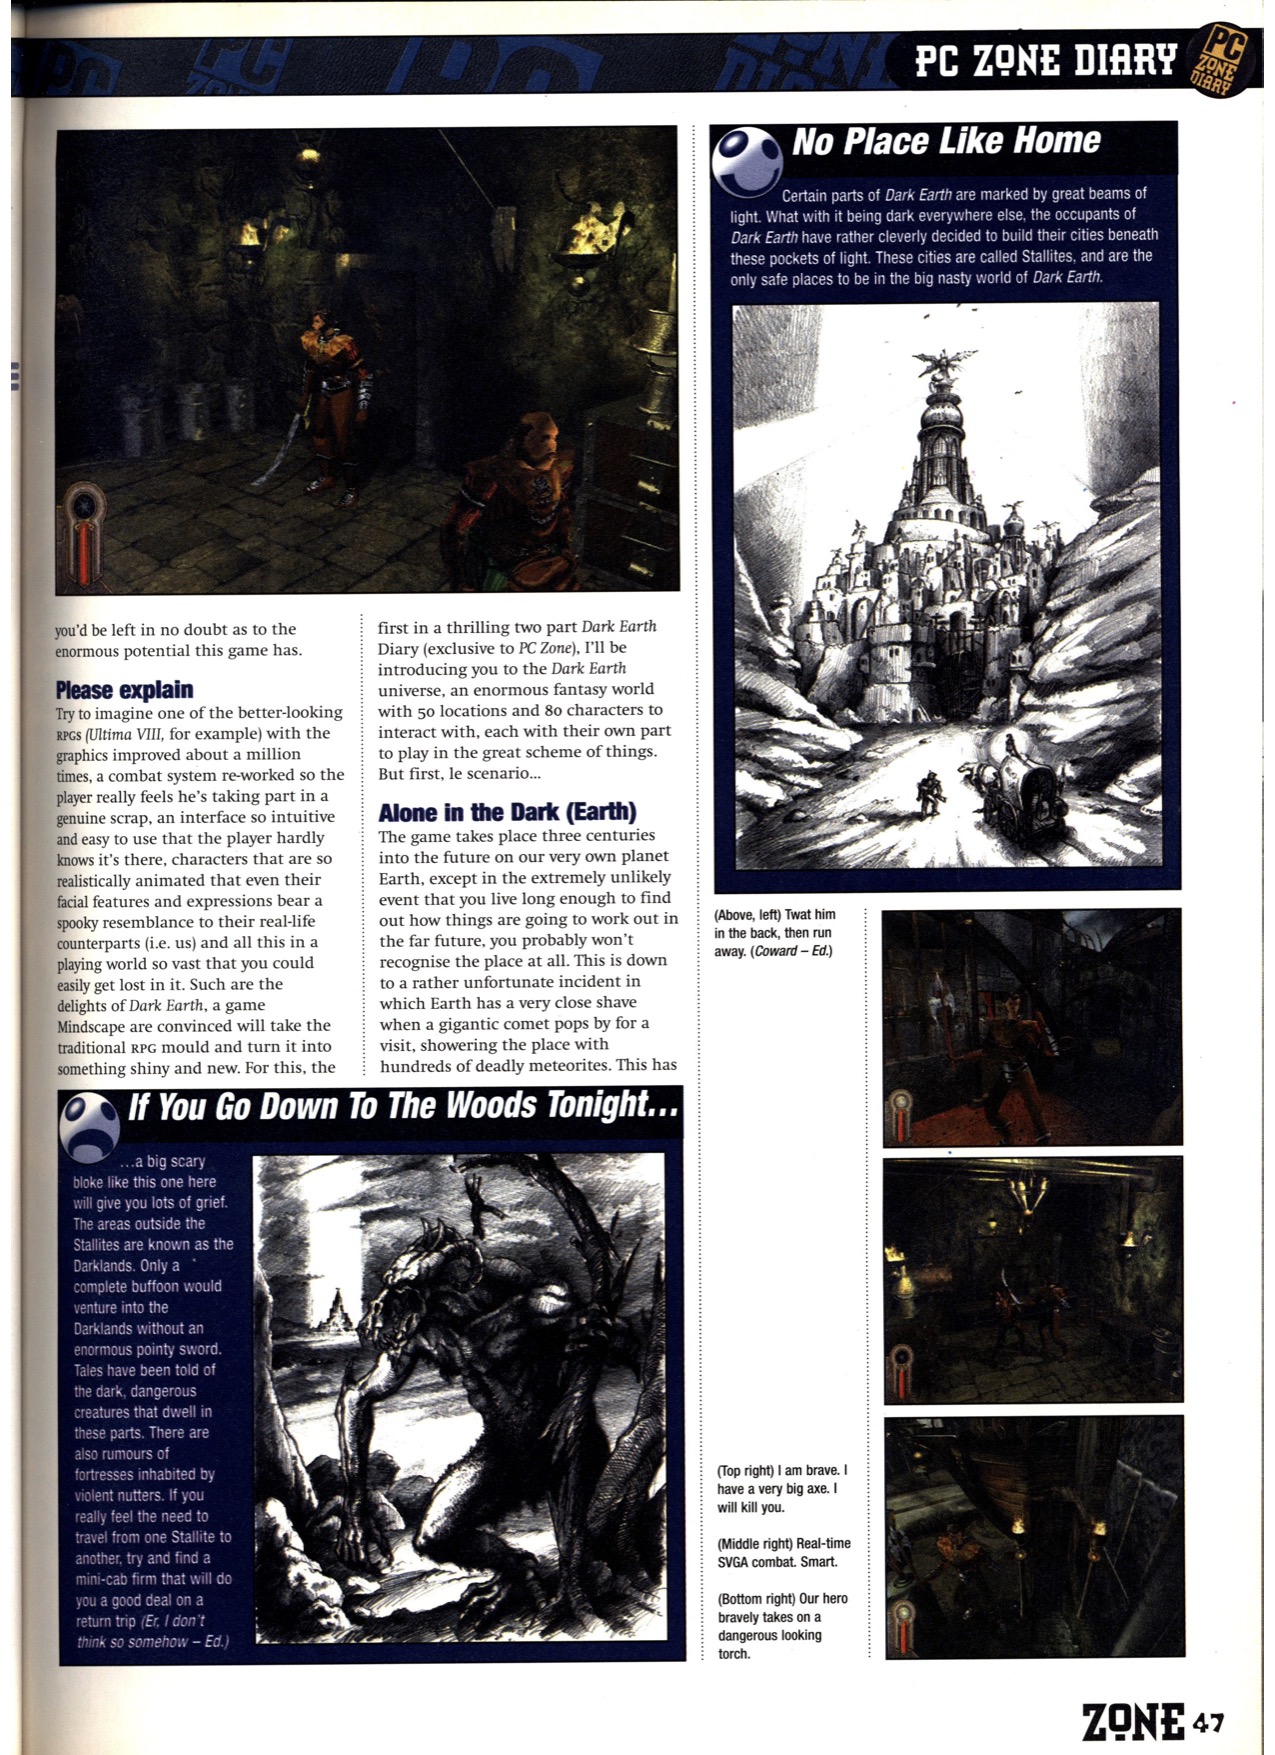 PC ZONE DIARY
PC
ZONE
DIARY
you'd be left in no doubt as to the
enormous potential this game has.
Please explain
Try to imagine one of the better-looking
RPGs (Ultima VIII, for example) with the
graphics improved about a million
times, a combat system re-worked so the
player really feels he's taking part in a
genuine scrap, an interface so intuitive
and easy to use that the player hardly
knows it's there, characters that are so
realistically animated that even their
facial features and expressions bear a
spooky resemblance to their real-life
counterparts (i.e. us) and all this in a
playing world so vast that you could
easily get lost in it. Such are the
delights of Dark Earth, a game
Mindscape are convinced will take the
traditional RPG mould and turn it into
something shiny and new. For this, the
first in a thrilling two part Dark Earth
Diary (exclusive to PC Zone), I'll be
introducing you to the Dark Earth
universe, an enormous fantasy world
with 50 locations and 80 characters to
interact with, each with their own part
to play in the great scheme of things.
But first, le scenario...
Alone in the Dark (Earth)
The game takes place three centuries
into the future on our very own planet
Earth, except in the extremely unlikely
event that you live long enough to find
out how things are going to work out in
the far future, you probably won't
recognise the place at all. This is down
to a rather unfortunate incident in
which Earth has a very close shave
when a gigantic comet pops by for a
visit, showering the place with
hundreds of deadly meteorites. This has
No Place Like Home
Certain parts of Dark Earth are marked by great beams of
light. What with it being dark everywhere else, the occupants of
Dark Earth have rather cleverly decided to build their cities beneath
these pockets of light. These cities are called Stallites, and are the
only safe places to be in the big nasty world of Dark Earth.
(Above, left) Twat him
in the back, then run
away. (Coward – Ed.)
If You Go Down To The Woods Tonight...
...a big scary
bloke like this one here
will give you lots of grief.
The areas outside the
Stallites are known as the
Darklands. Only a
complete buffoon would
venture into the
Darklands without an
enormous pointy sword.
Tales have been told of
the dark, dangerous
creatures that dwell in
these parts. There are
also rumours of
fortresses inhabited by
violent nutters. If you
really feel the need to
travel from one Stallite to
another, try and find a
mini-cab firm that will do
you a good deal on a
return trip (Er, I don't
think so somehow – Ed.)
(Top right) I am brave. I
have a very big axe. I
will kill you.
(Middle right) Real-time
SVGA combat. Smart.
(Bottom right) Our hero
bravely takes on a
dangerous looking
torch.
ZONE 47